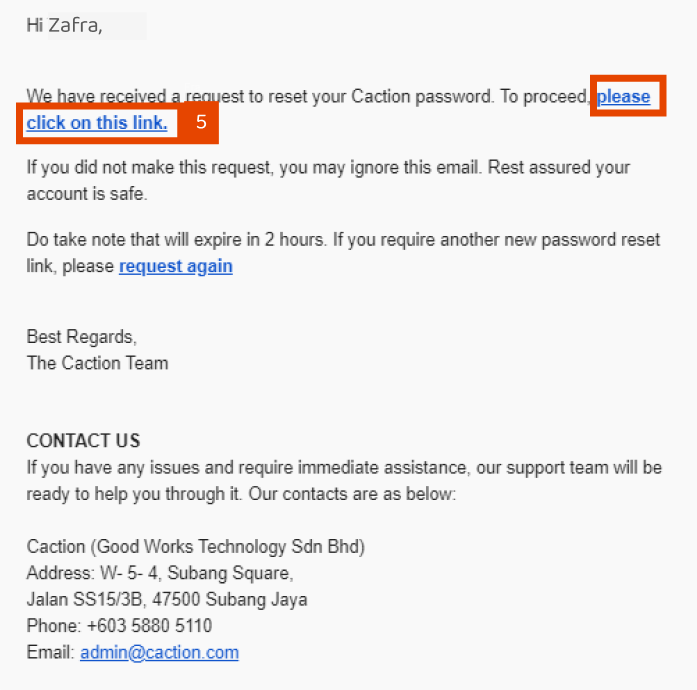 Hi Zafra,
We have received a request to reset your Caction password. To proceed, please
click on this link. 5
If you did not make this request, you may ignore this email. Rest assured your
account is safe.
Do take note that will expire in 2 hours. If you require another new password reset
link, please request again
Best Regards,
The Caction Team
CONTACT US
If you have any issues and require immediate assistance, our support team will be
ready to help you through it. Our contacts are as below:
Caction (Good Works Technology Sdn Bhd)
Address: W- 5- 4, Subang Square,
Jalan SS15/3B, 47500 Subang Jaya
Phone: +603 5880 5110
Email: admin@caction.com